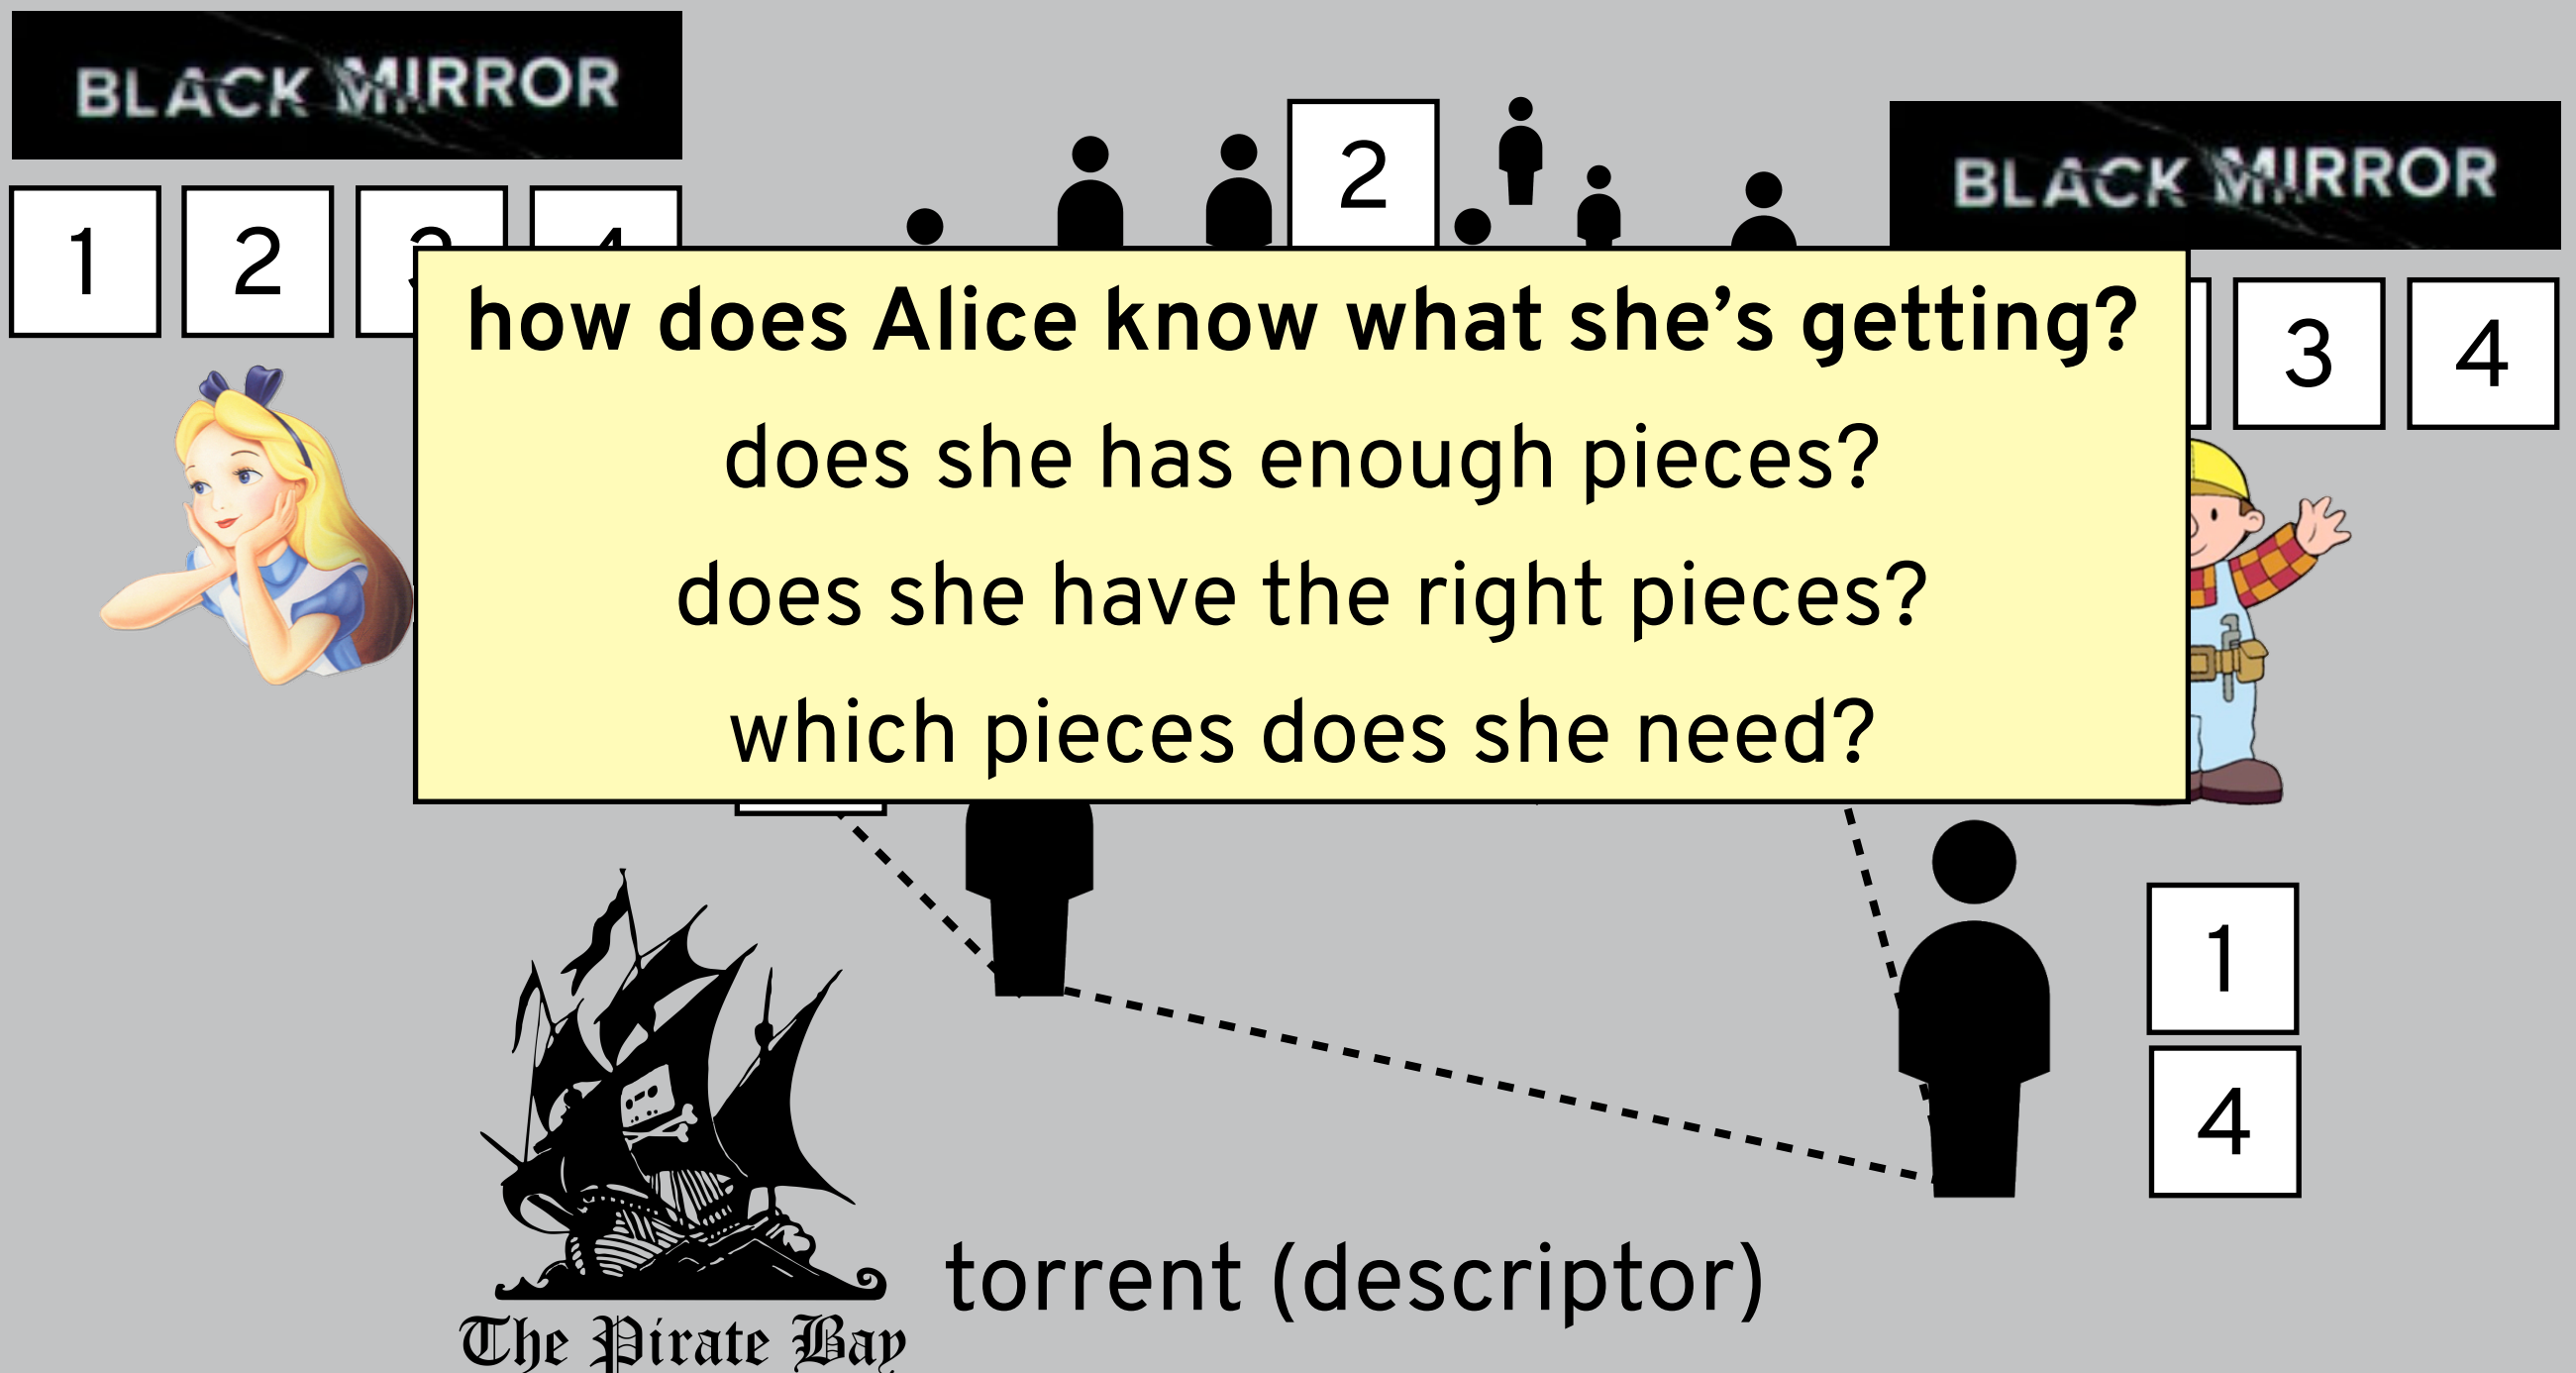 BLACK MIRROR
BLACK MIRROR
2
1 2 3 4
3 4
how does Alice know what she’s getting?
does she has enough pieces?
does she have the right pieces?
which pieces does she need?
1
4
torrent (descriptor)
The Pirate Bay